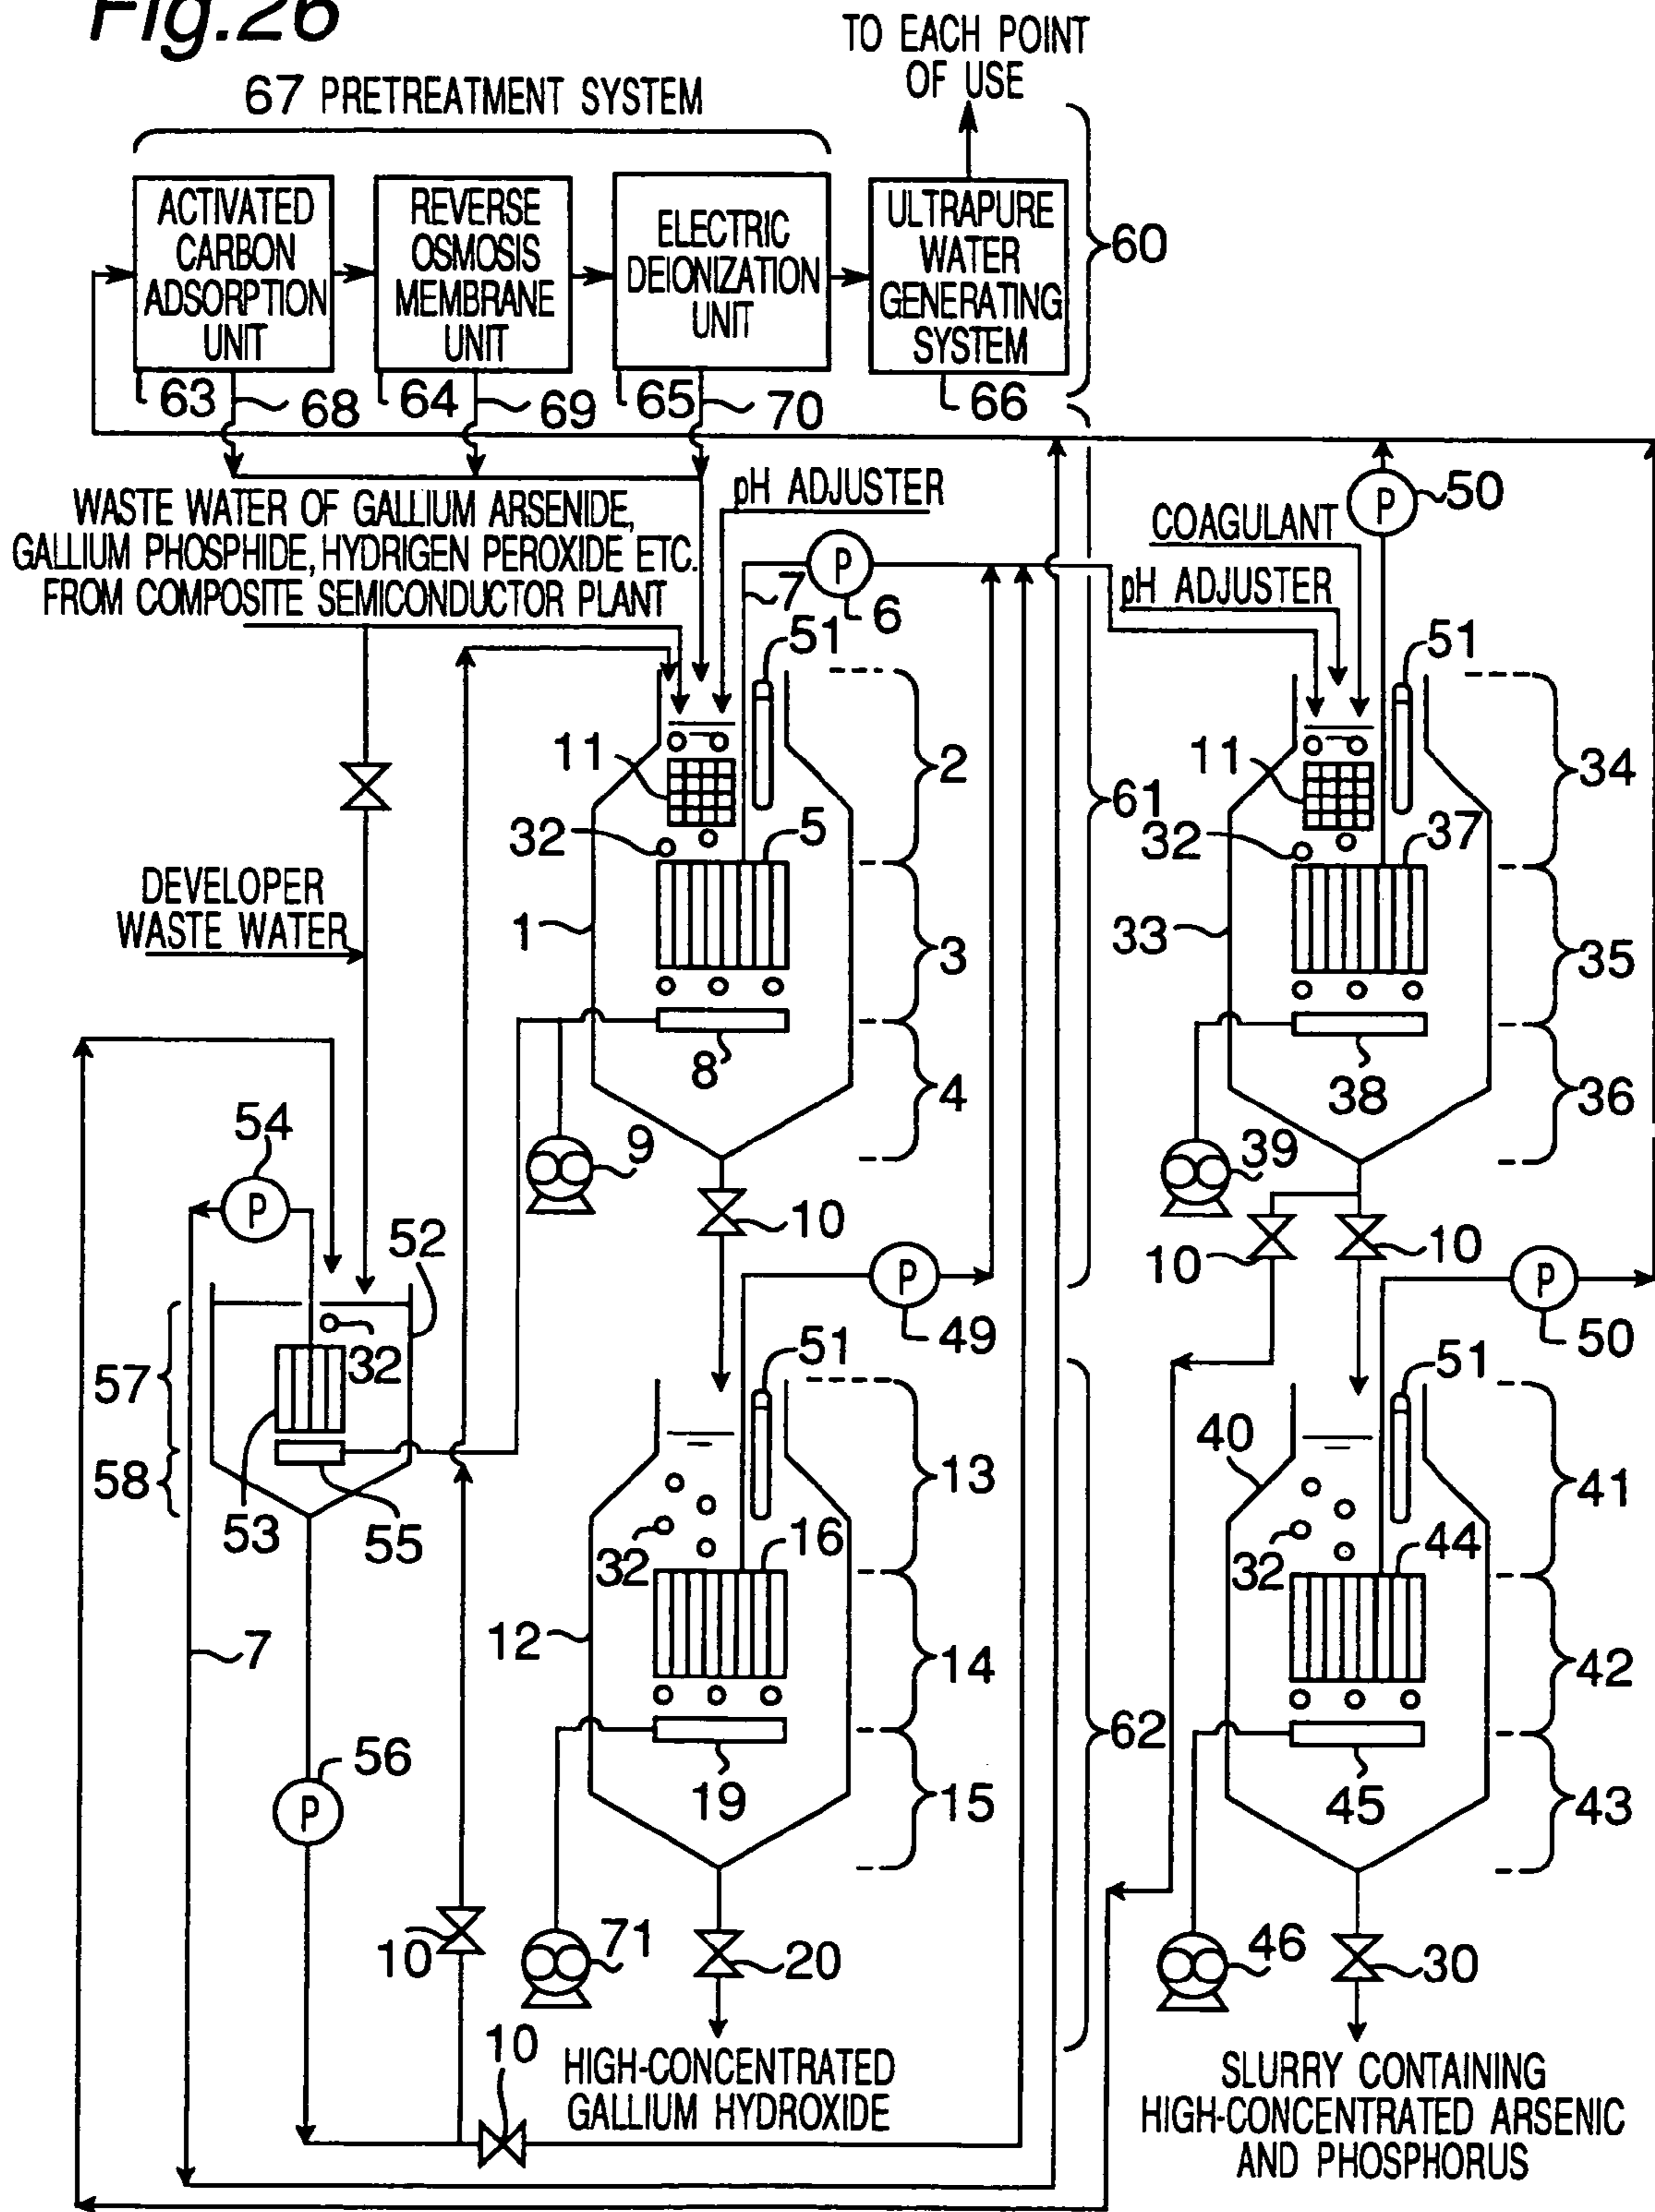 Fig.26
TO EACH POINT
OF USE
67 PRETREATMENT SYSTEM
ACTIVATED
CARBON
ADSORPTION
UNIT
REVERSE
OSMOSIS
MEMBRANE
UNIT
ELECTRIC
DEIONIZATION
UNIT
ULTRAPURE
WATER
GENERATING
SYSTEM
60
63
68
64
69
65
70
66
WASTE WATER OF GALLIUM ARSENIDE,
GALLIUM PHOSPHIDE, HYDRIGEN PEROXIDE ETC.
FROM COMPOSITE SEMICONDUCTOR PLANT
pH ADJUSTER
P
50
COAGULANT
pH ADJUSTER
7
P
6
51
51
11
2
61
11
34
32
5
32
37
DEVELOPER
WASTE WATER
1
3
33
35
8
4
38
36
54
P
9
39
52
10
10
10
P
49
P
50
32
57
51
51
40
13
41
58
53
55
32
16
32
44
7
12
14
42
62
56
P
19
15
45
43
10
71
20
46
30
10
HIGH-CONCENTRATED
GALLIUM HYDROXIDE
SLURRY CONTAINING
HIGH-CONCENTRATED ARSENIC
AND PHOSPHORUS